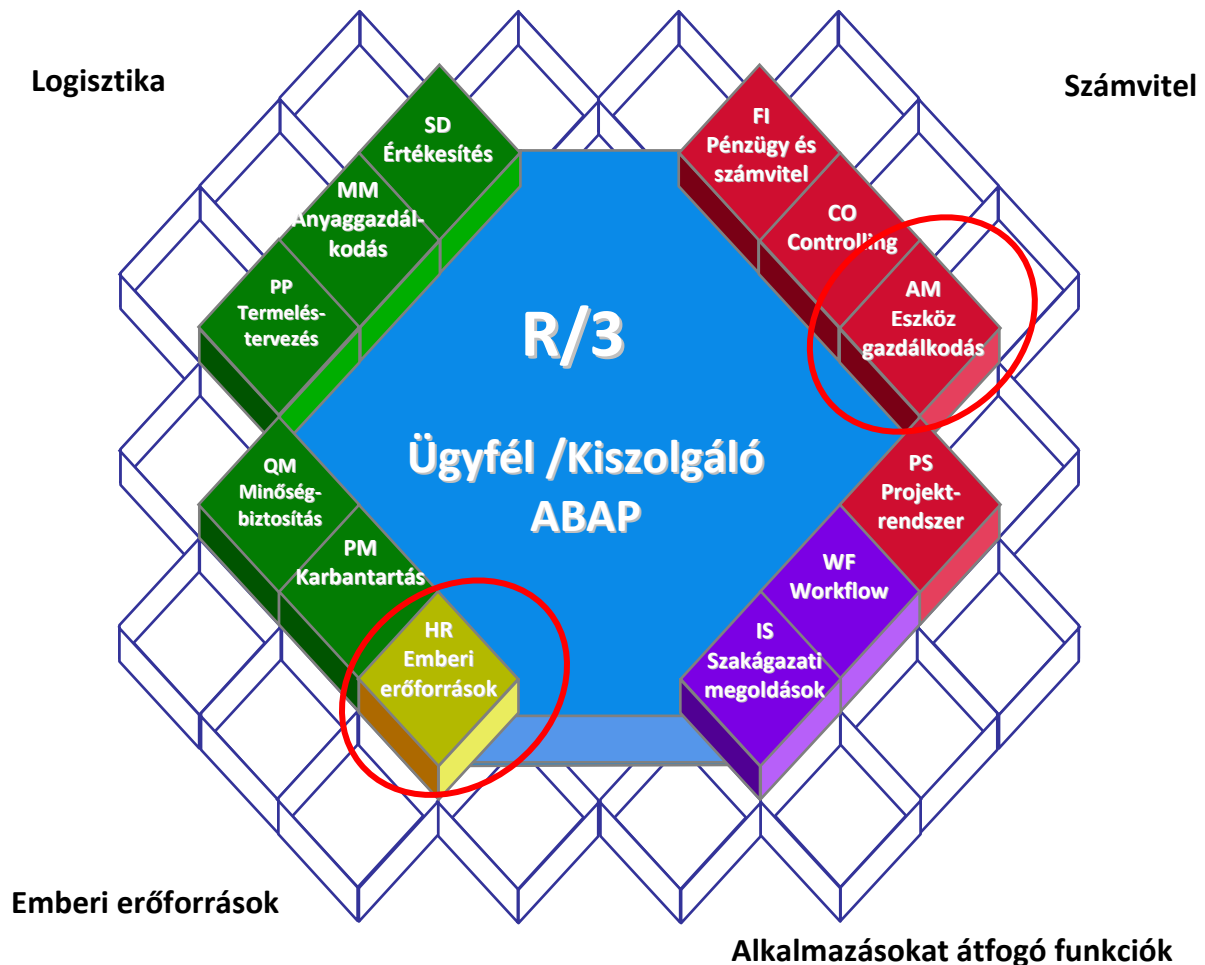 Logisztika
Számvitel
SD
Értékesítés
MM
Anyaggazdál-
kodás
PP
Termelés-
tervezés
FI
Pénzügy és
számvitel
CO
Controlling
AM
Eszköz
gazdálkodás
R/3
Ügyfél /Kiszolgáló
ABAP
QM
Minőség-
biztosítás
PM
Karbantartás
HR
Emberi
erőforrások
PS
Projekt-
rendszer
WF
Workflow
IS
Szakágazati
megoldások
Emberi erőforrások
Alkalmazásokat átfogó funkciók